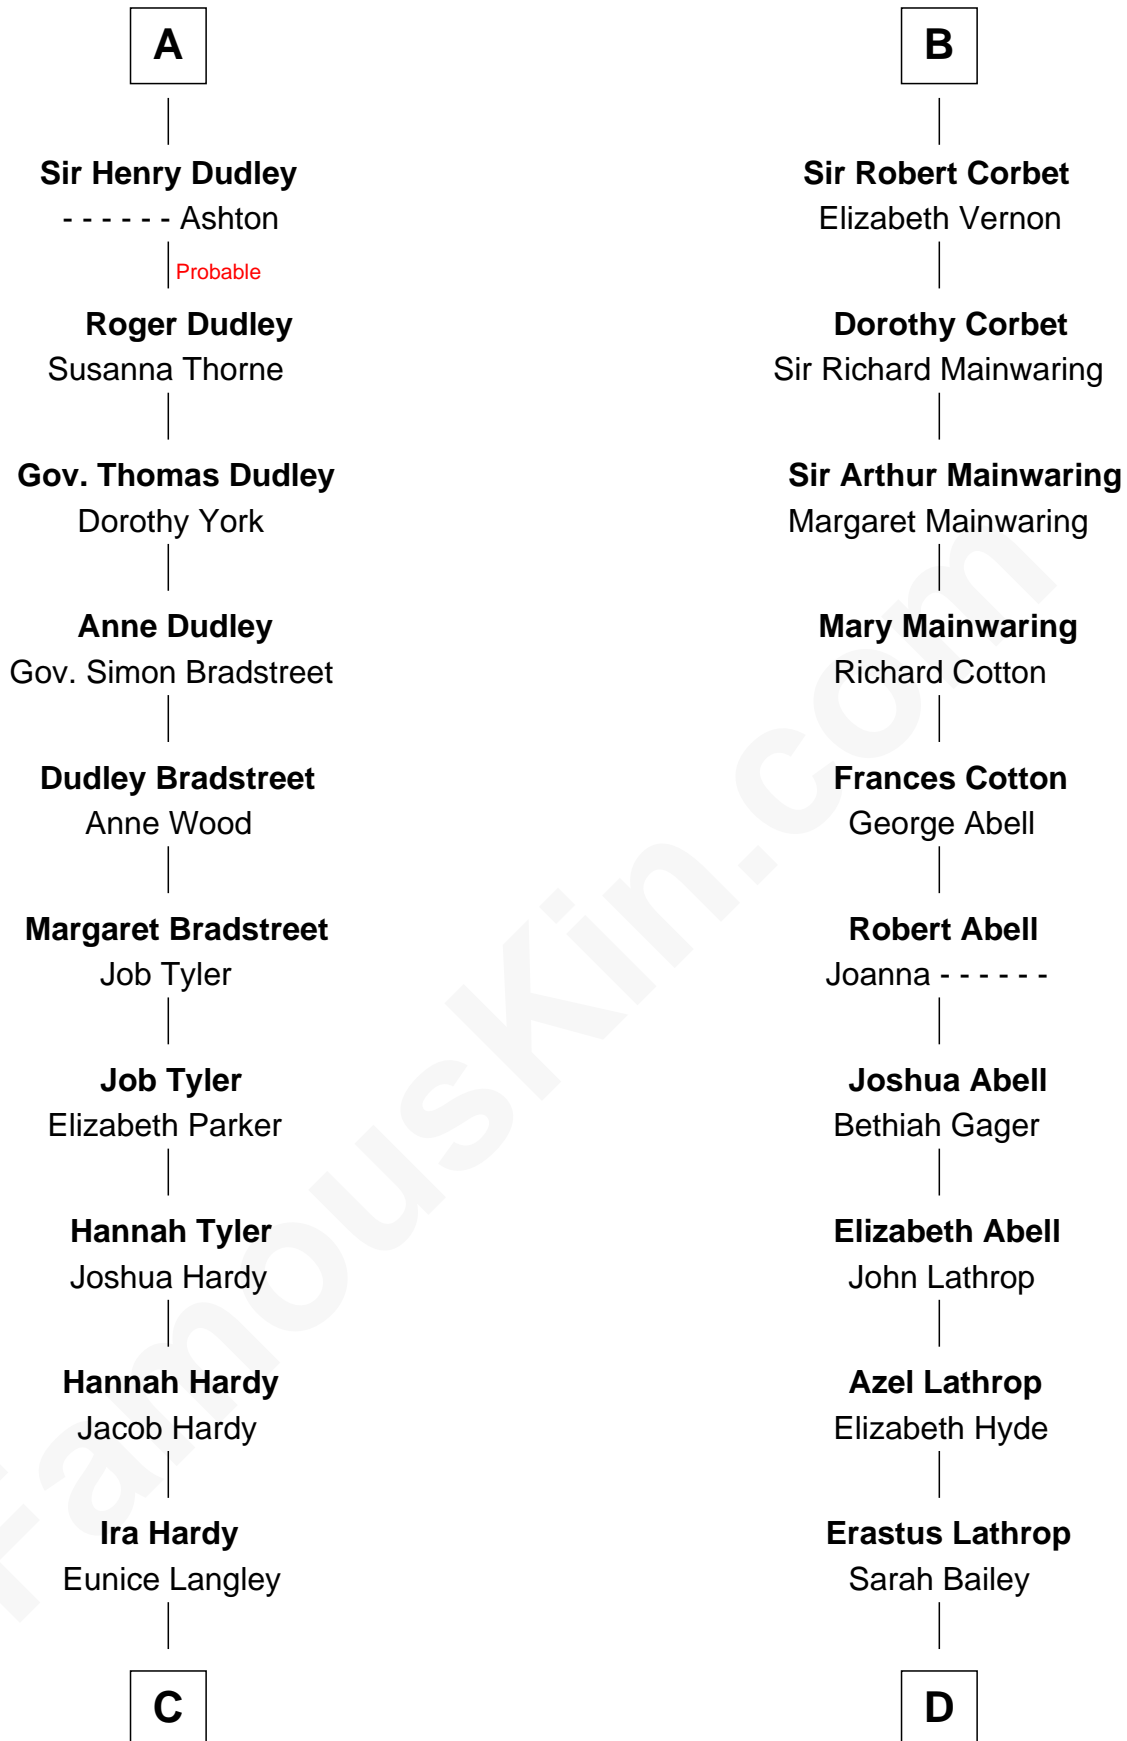 A
Sir Henry Dudley
- - - - - - Ashton
Probable
Roger Dudley
Susanna Thorne
Gov. Thomas Dudley
Dorothy York
Anne Dudley
Gov. Simon Bradstreet
Dudley Bradstreet
Anne Wood
Margaret Bradstreet
Job Tyler
Job Tyler
Elizabeth Parker
Hannah Tyler
Joshua Hardy
Hannah Hardy
Jacob Hardy
Ira Hardy
Eunice Langley
C
B
Sir Robert Corbet
Elizabeth Vernon
Dorothy Corbet
Sir Richard Mainwaring
Sir Arthur Mainwaring
Margaret Mainwaring
Mary Mainwaring
Richard Cotton
Frances Cotton
George Abell
Robert Abell
Joanna - - - - - -
Joshua Abell
Bethiah Gager
Elizabeth Abell
John Lathrop
Azel Lathrop
Elizabeth Hyde
Erastus Lathrop
Sarah Bailey
D
FamousKin.com